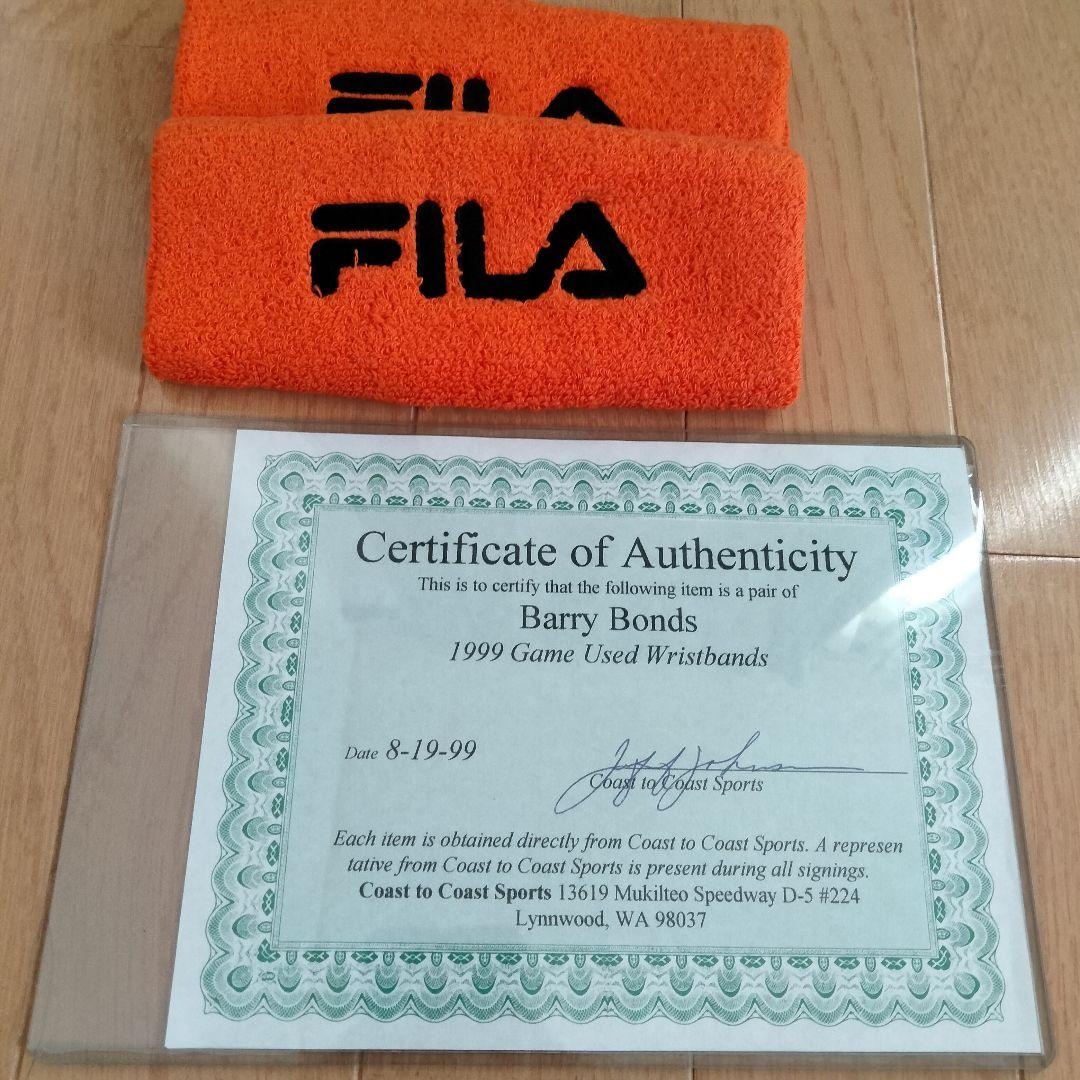 FILA
FILA
Certificate of Authenticity
This is to certify that the following item is a pair of
Barry Bonds
1999 Game Used Wristbands
Date 8-19-99
Jeff Johnson
Coast to Coast Sports
Each item is obtained directly from Coast to Coast Sports. A represen
tative from Coast to Coast Sports is present during all signings.
Coast to Coast Sports 13619 Mukilteo Speedway D-5 #224
Lynnwood, WA 98037